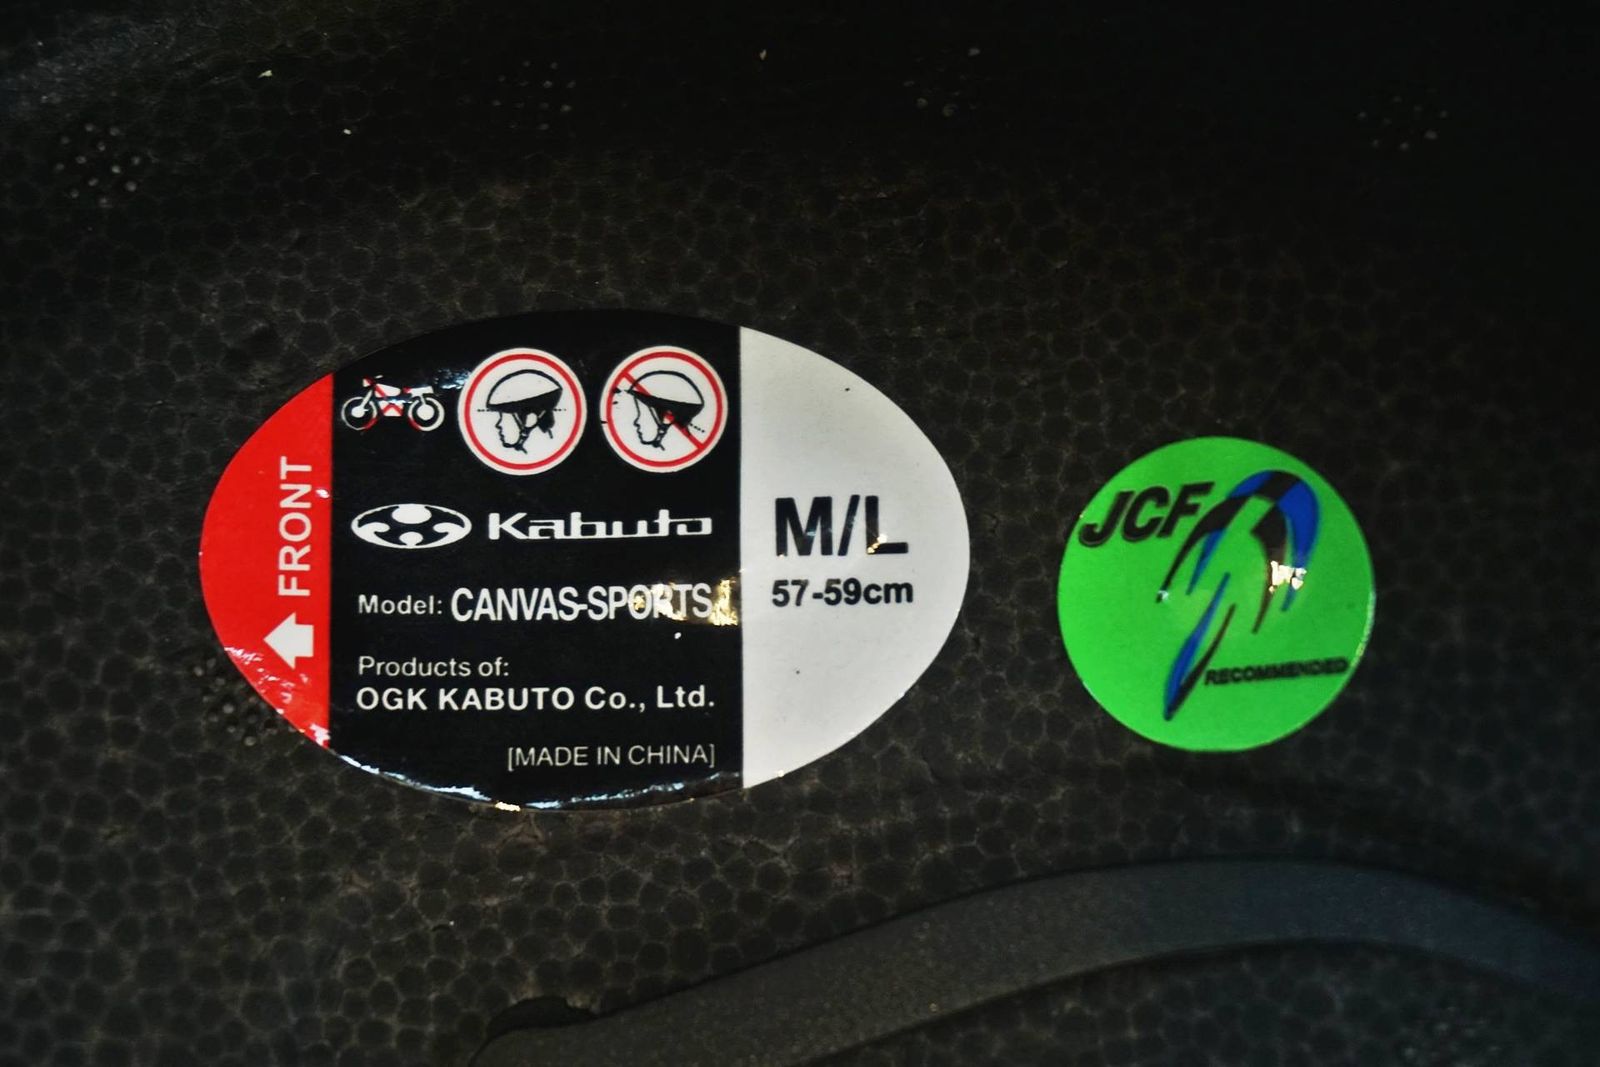 FRONT
Kabuto
Model: CANVAS-SPORTS
Products of:
OGK KABUTO Co., Ltd.
[MADE IN CHINA]
M/L
57-59cm
JCF
RECOMMENDED